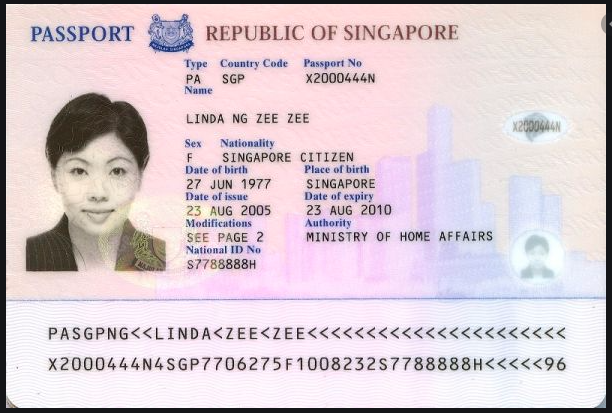 PASSPORT REPUBLIC OF SINGAPORE
Type Country Code Passport No
PA SGP X2000444N
Name
LINDA NG ZEE ZEE
X2000444N
Sex Nationality
F SINGAPORE CITIZEN
Date of birth Place of birth
27 JUN 1977 SINGAPORE
Date of issue Date of expiry
23 AUG 2005 23 AUG 2010
Modifications Authority
SEE PAGE 2 MINISTRY OF HOME AFFAIRS
National ID No
S7788888H
PASGPNG<<LINDA<ZEE<ZEE<<<<<<<<<<<<<<<<<<<<<<
X2000444N4SGP7706275F1008232S7788888H<<<<<96